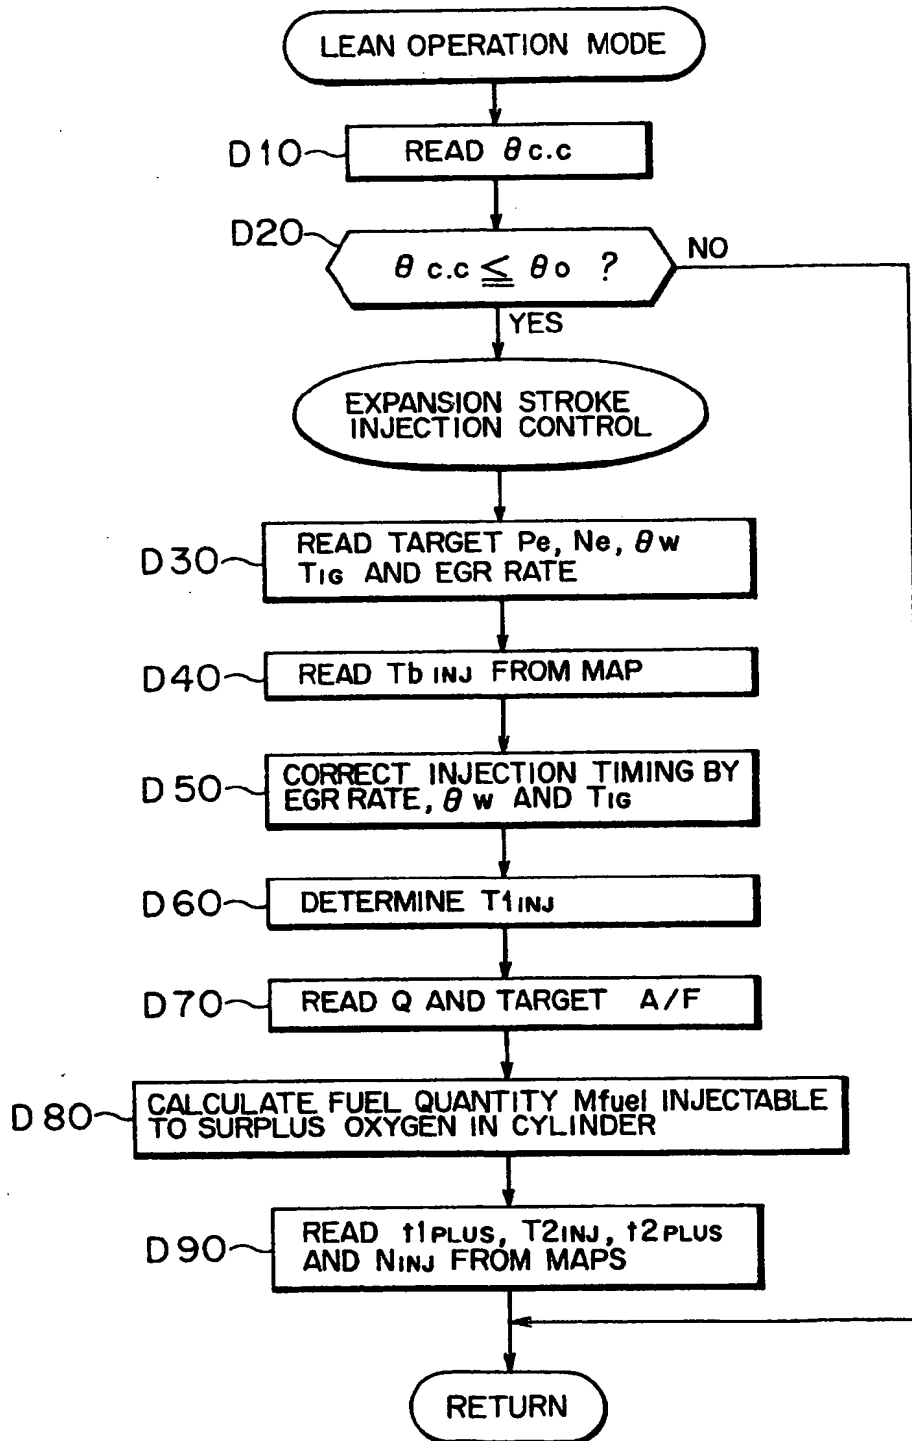 LEAN OPERATION MODE
D10
READ θc.c
D20
θc.c ≦ θo ?
NO
YES
EXPANSION STROKE
INJECTION CONTROL
D30
READ TARGET Pe, Ne, θw
TIG AND EGR RATE
D40
READ Tb INJ FROM MAP
D50
CORRECT INJECTION TIMING BY
EGR RATE, θw AND TIG
D60
DETERMINE T1INJ
D70
READ Q AND TARGET A/F
D80
CALCULATE FUEL QUANTITY Mfuel INJECTABLE
TO SURPLUS OXYGEN IN CYLINDER
D90
READ t1PLUS, T2INJ, t2PLUS
AND NINJ FROM MAPS
RETURN